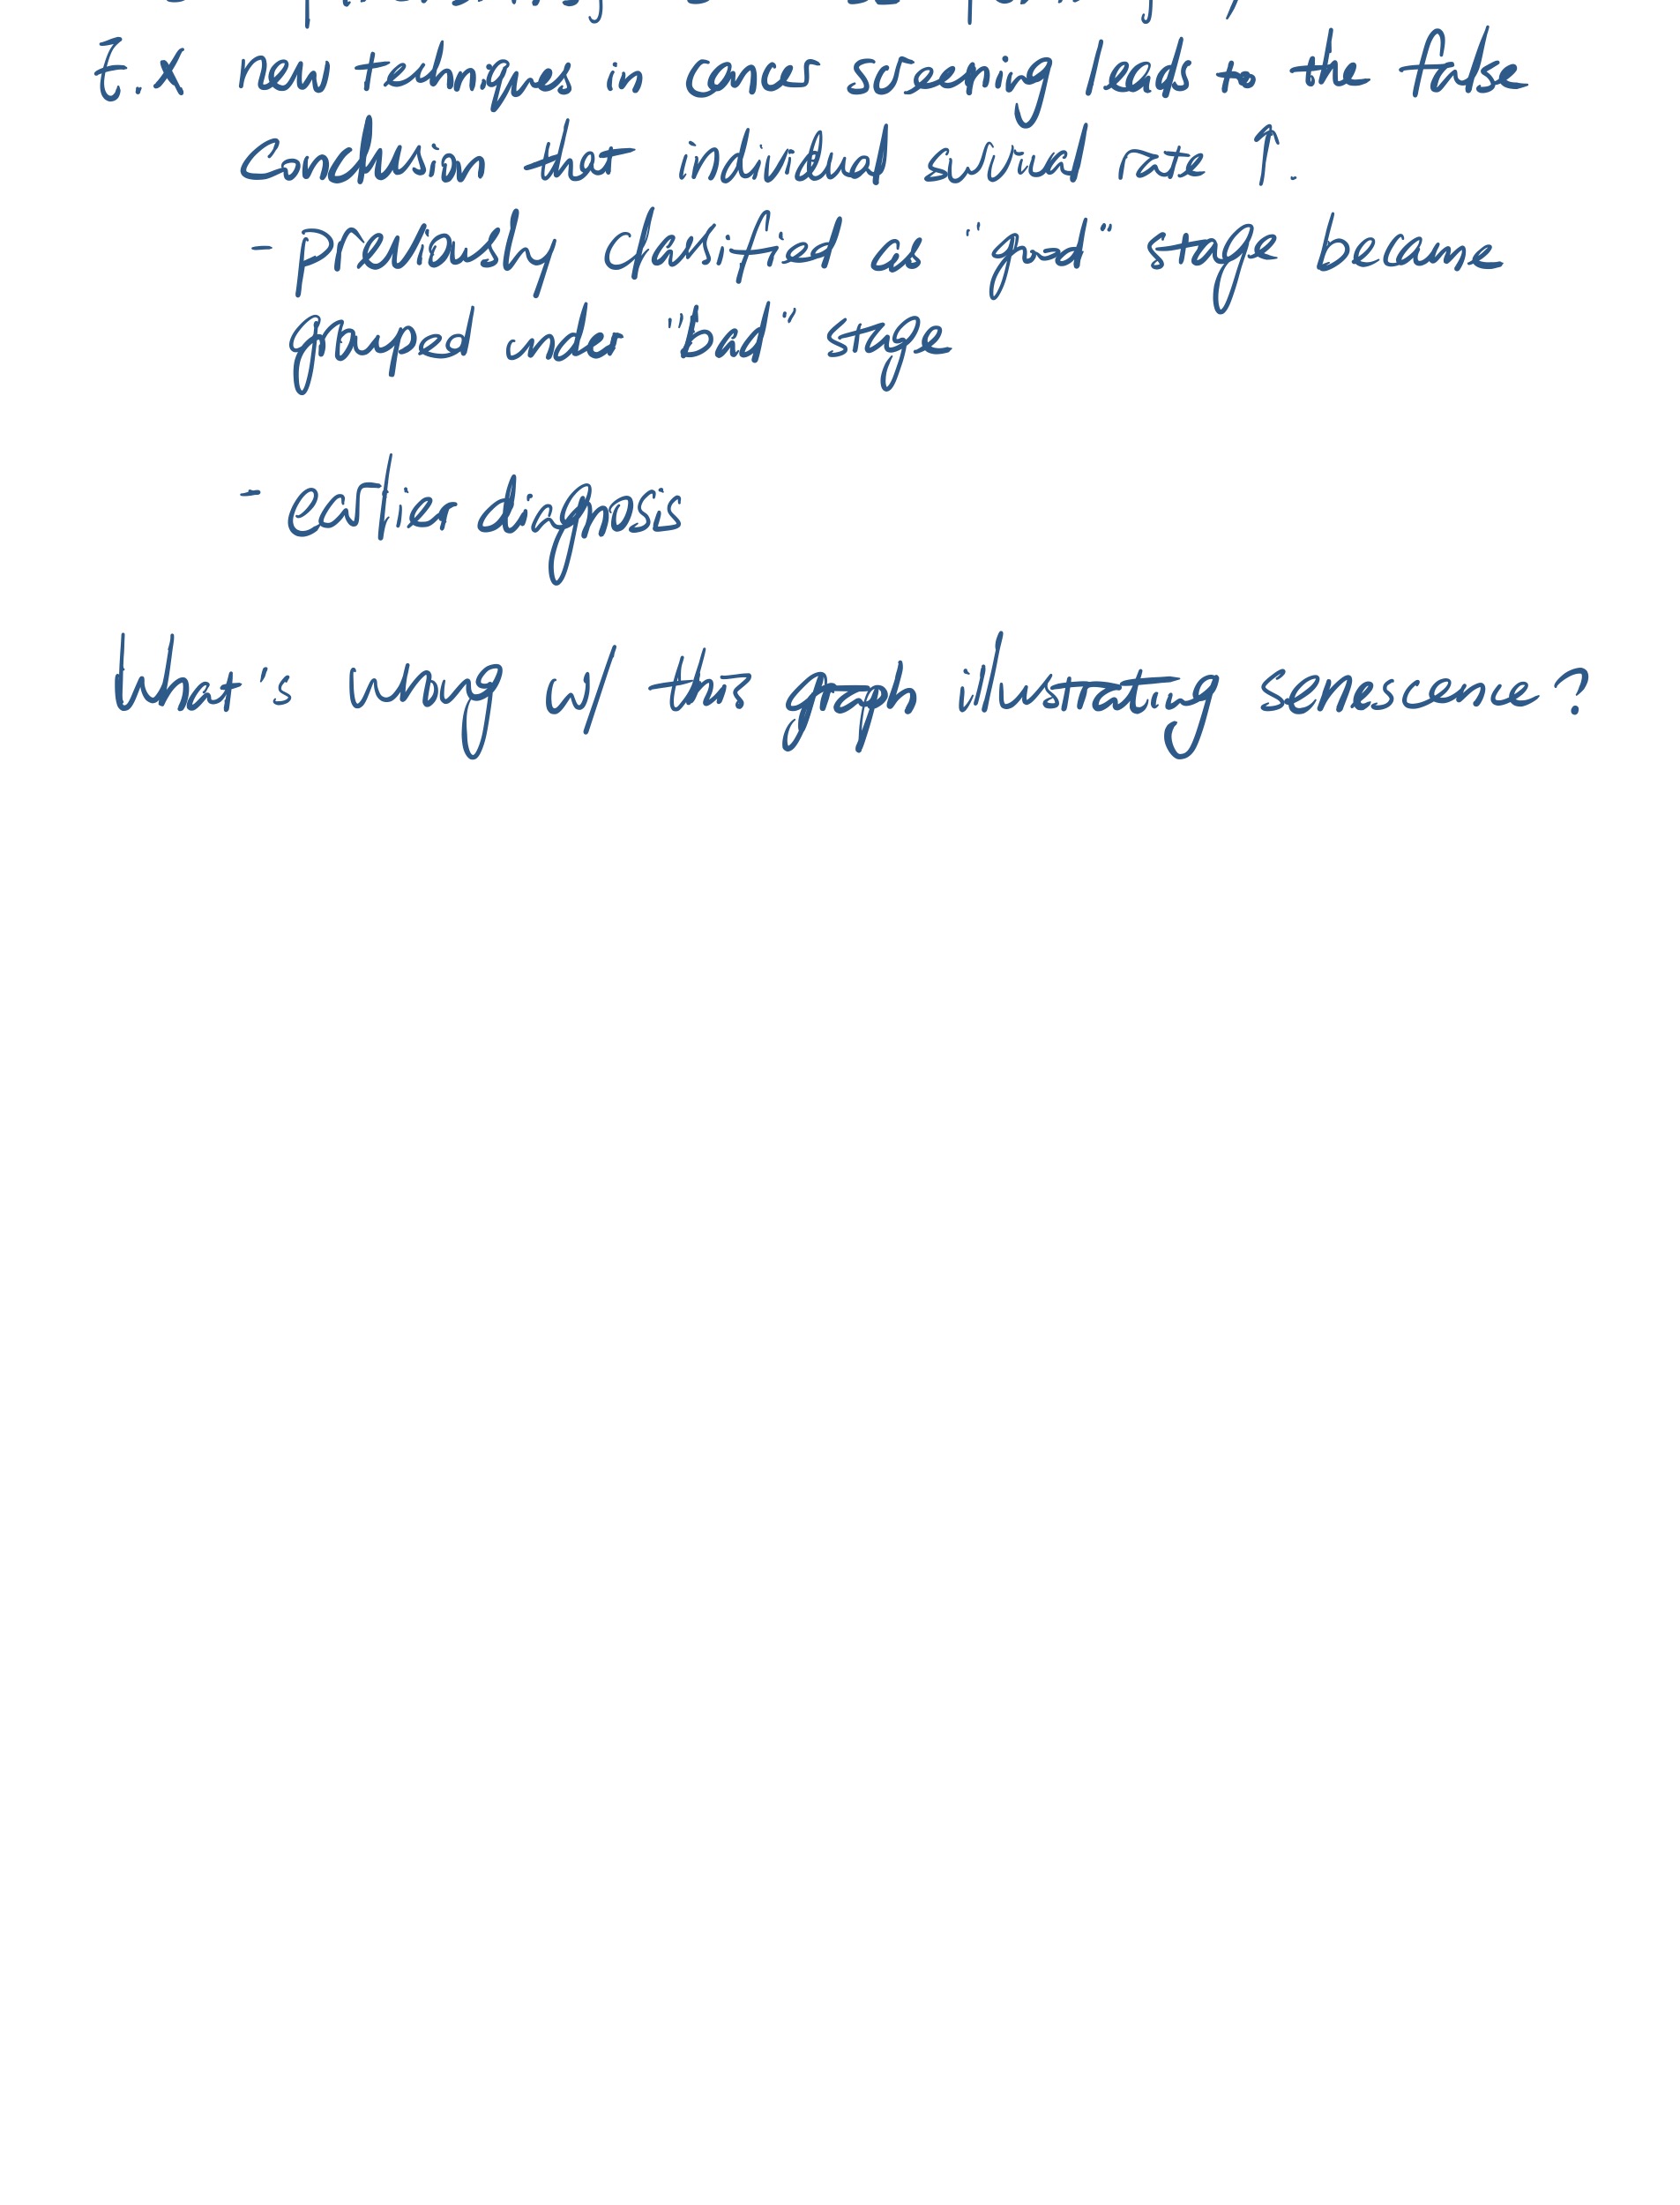 E.X new techniques in cancer screening leads to the false
conclusion that individual survival rate ↑.
- previously classified as "good" stage became
grouped under "bad" stage
- earlier diagnosis
What's wrong w/ this graph illustrating senescence?